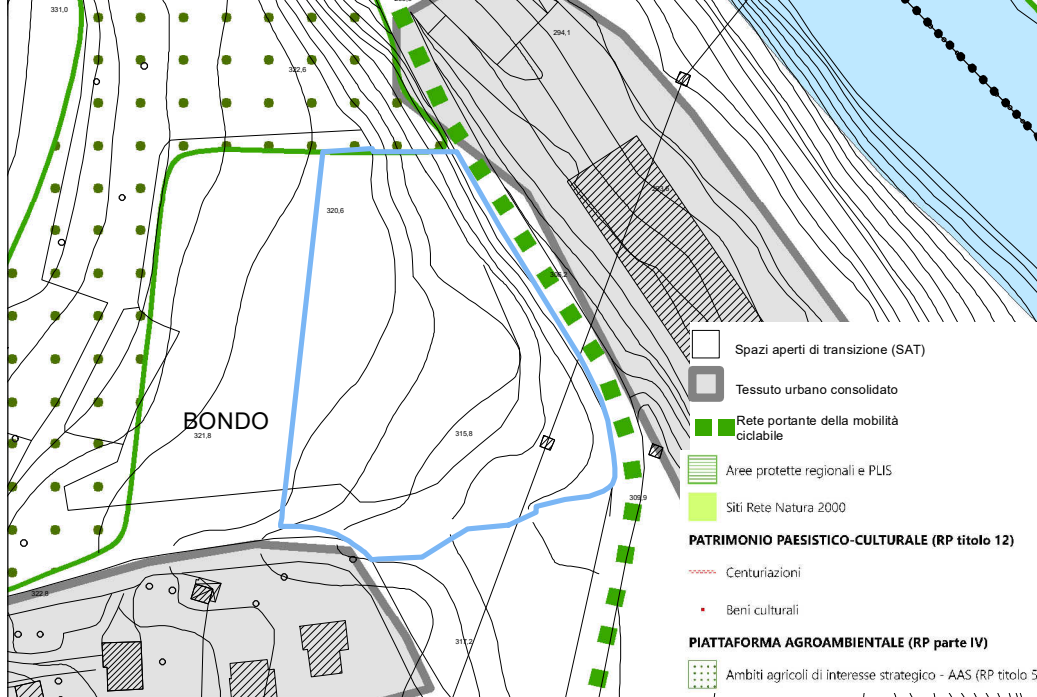 331,0
294,1
322,6
320,6
BONDO
321,8
315,8
309,9
322,8
317,2
Spazi aperti di transizione (SAT)
Tessuto urbano consolidato
Rete portante della mobilità
ciclabile
Aree protette regionali e PLIS
Siti Rete Natura 2000
PATRIMONIO PAESISTICO-CULTURALE (RP titolo 12)
Centuriazioni
Beni culturali
PIATTAFORMA AGROAMBIENTALE (RP parte IV)
Ambiti agricoli di interesse strategico - AAS (RP titolo 5